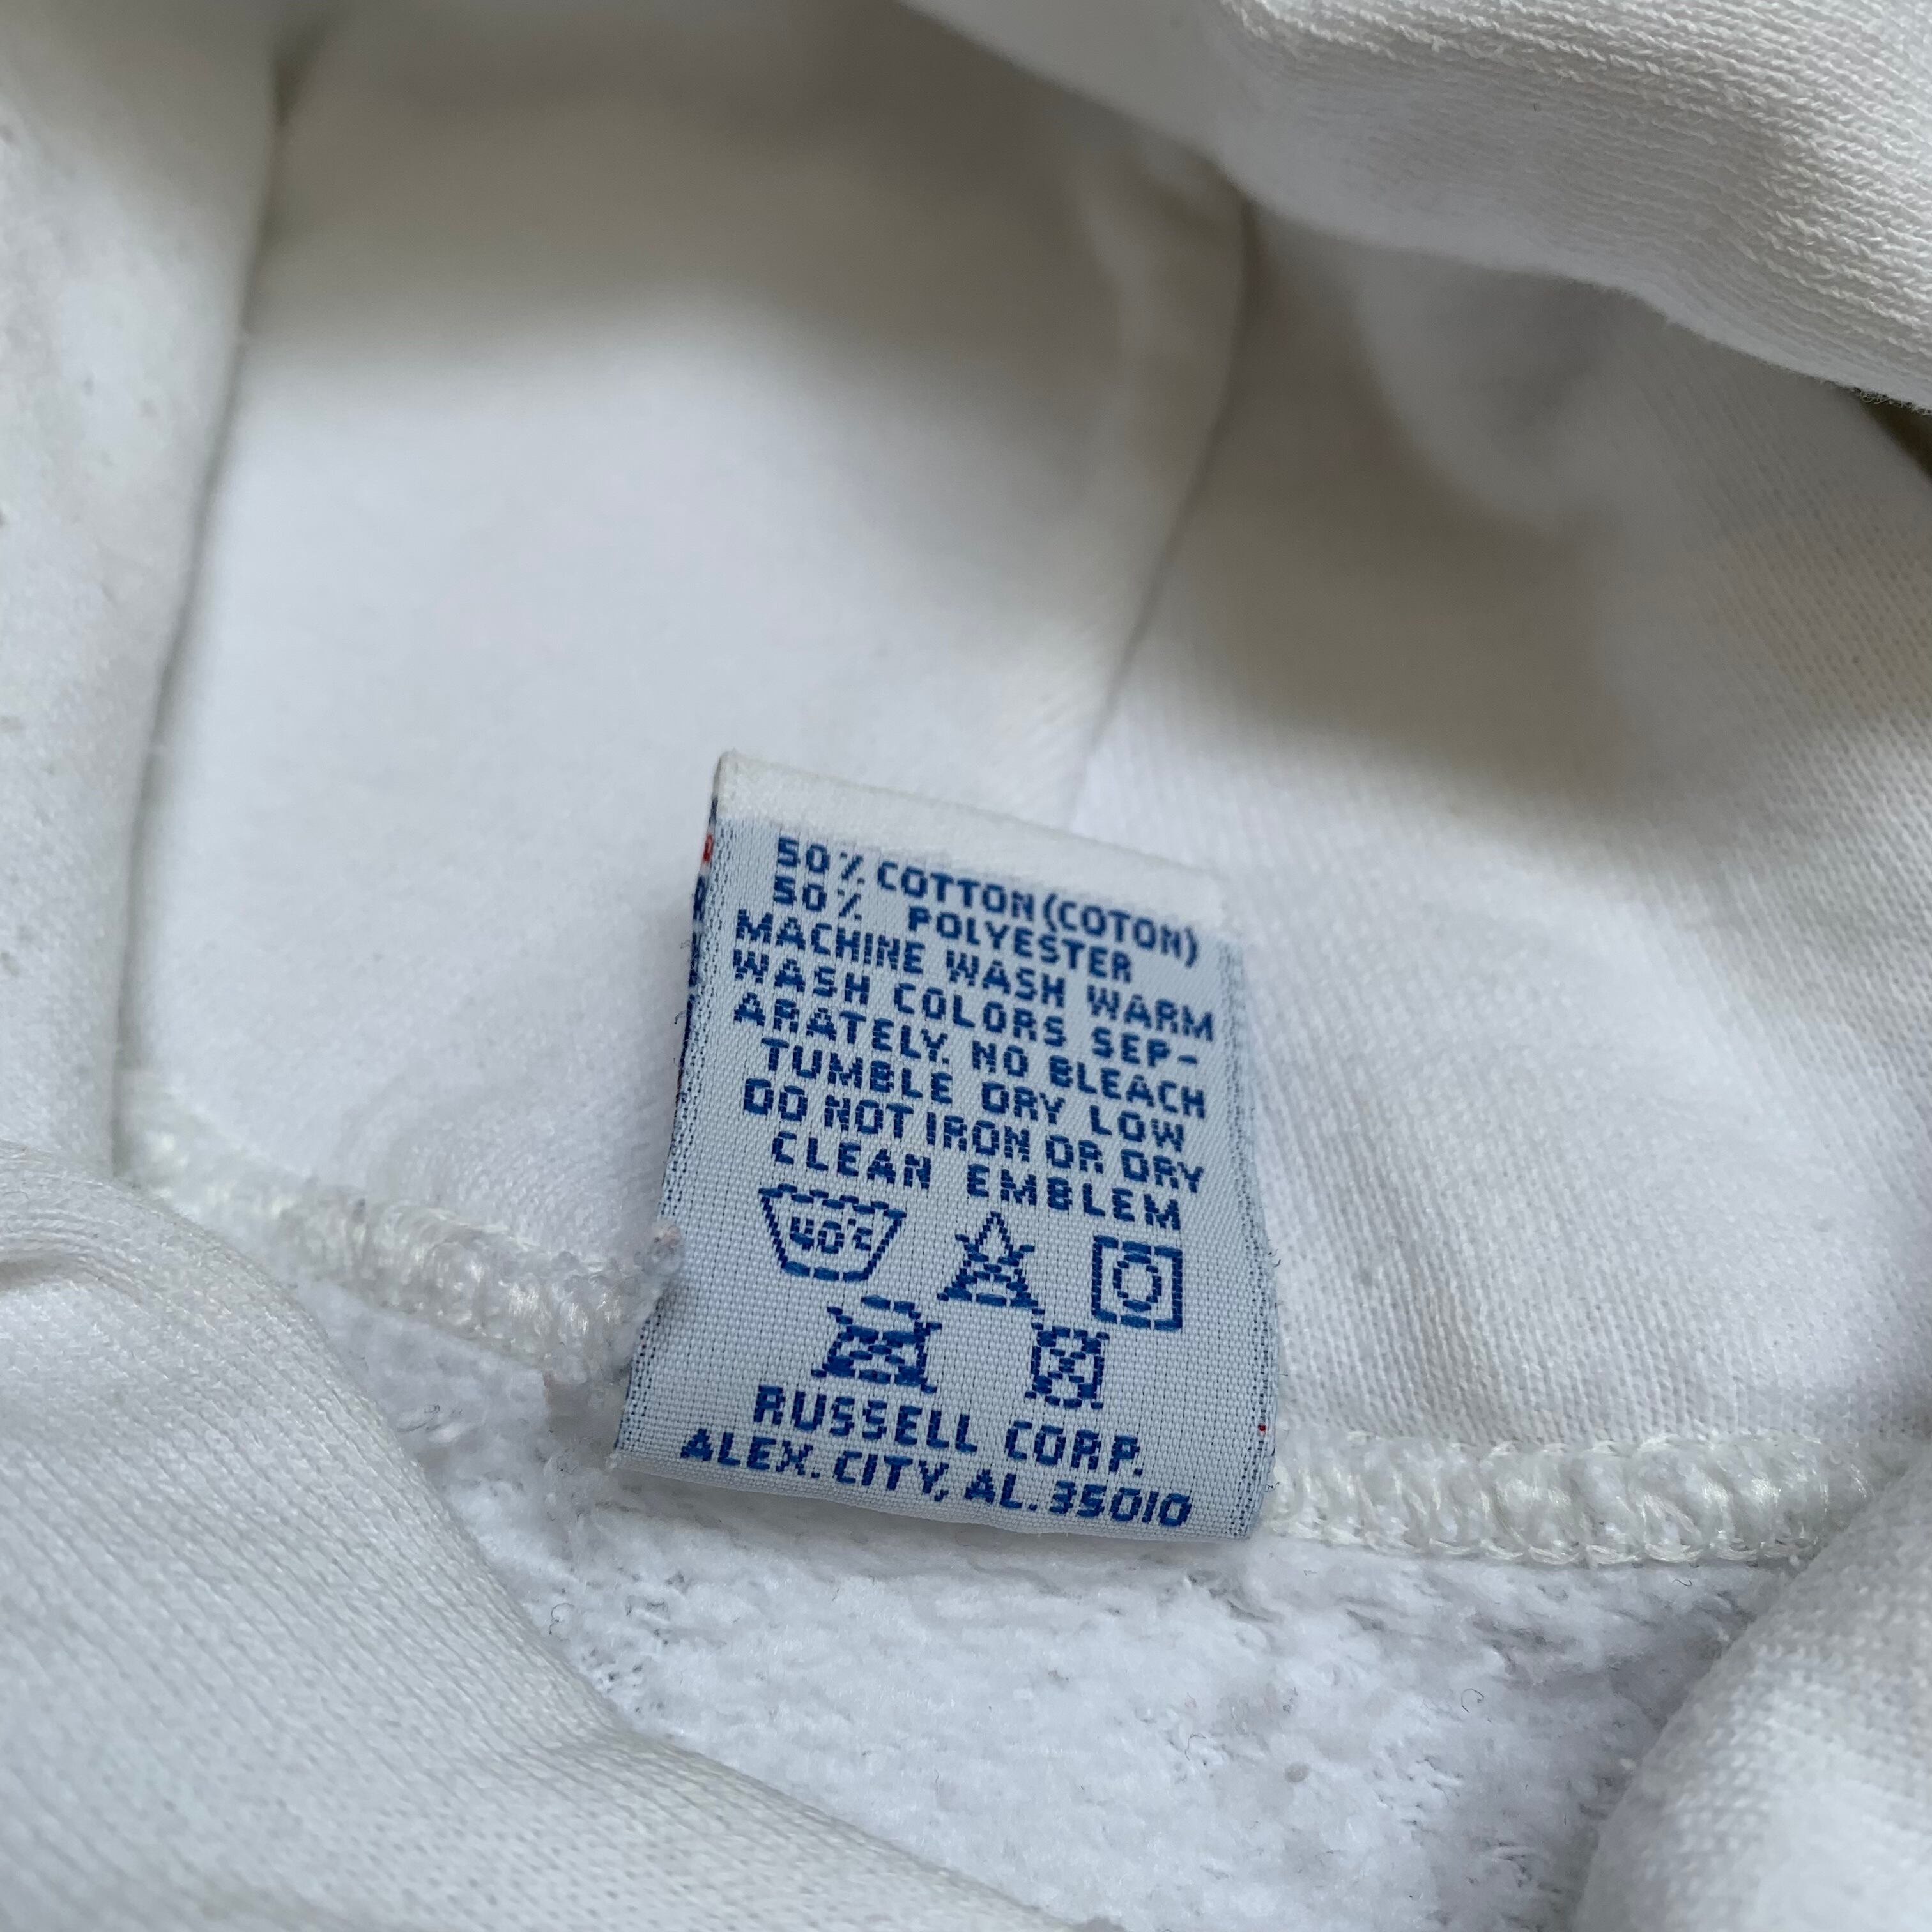 50% COTTON (COTON)
50% POLYESTER
MACHINE WASH WARM
WASH COLORS SEP-
ARATELY. NO BLEACH
TUMBLE DRY LOW
DO NOT IRON OR DRY
CLEAN EMBLEM
40°C
RUSSELL CORP.
ALEX. CITY, AL. 35010